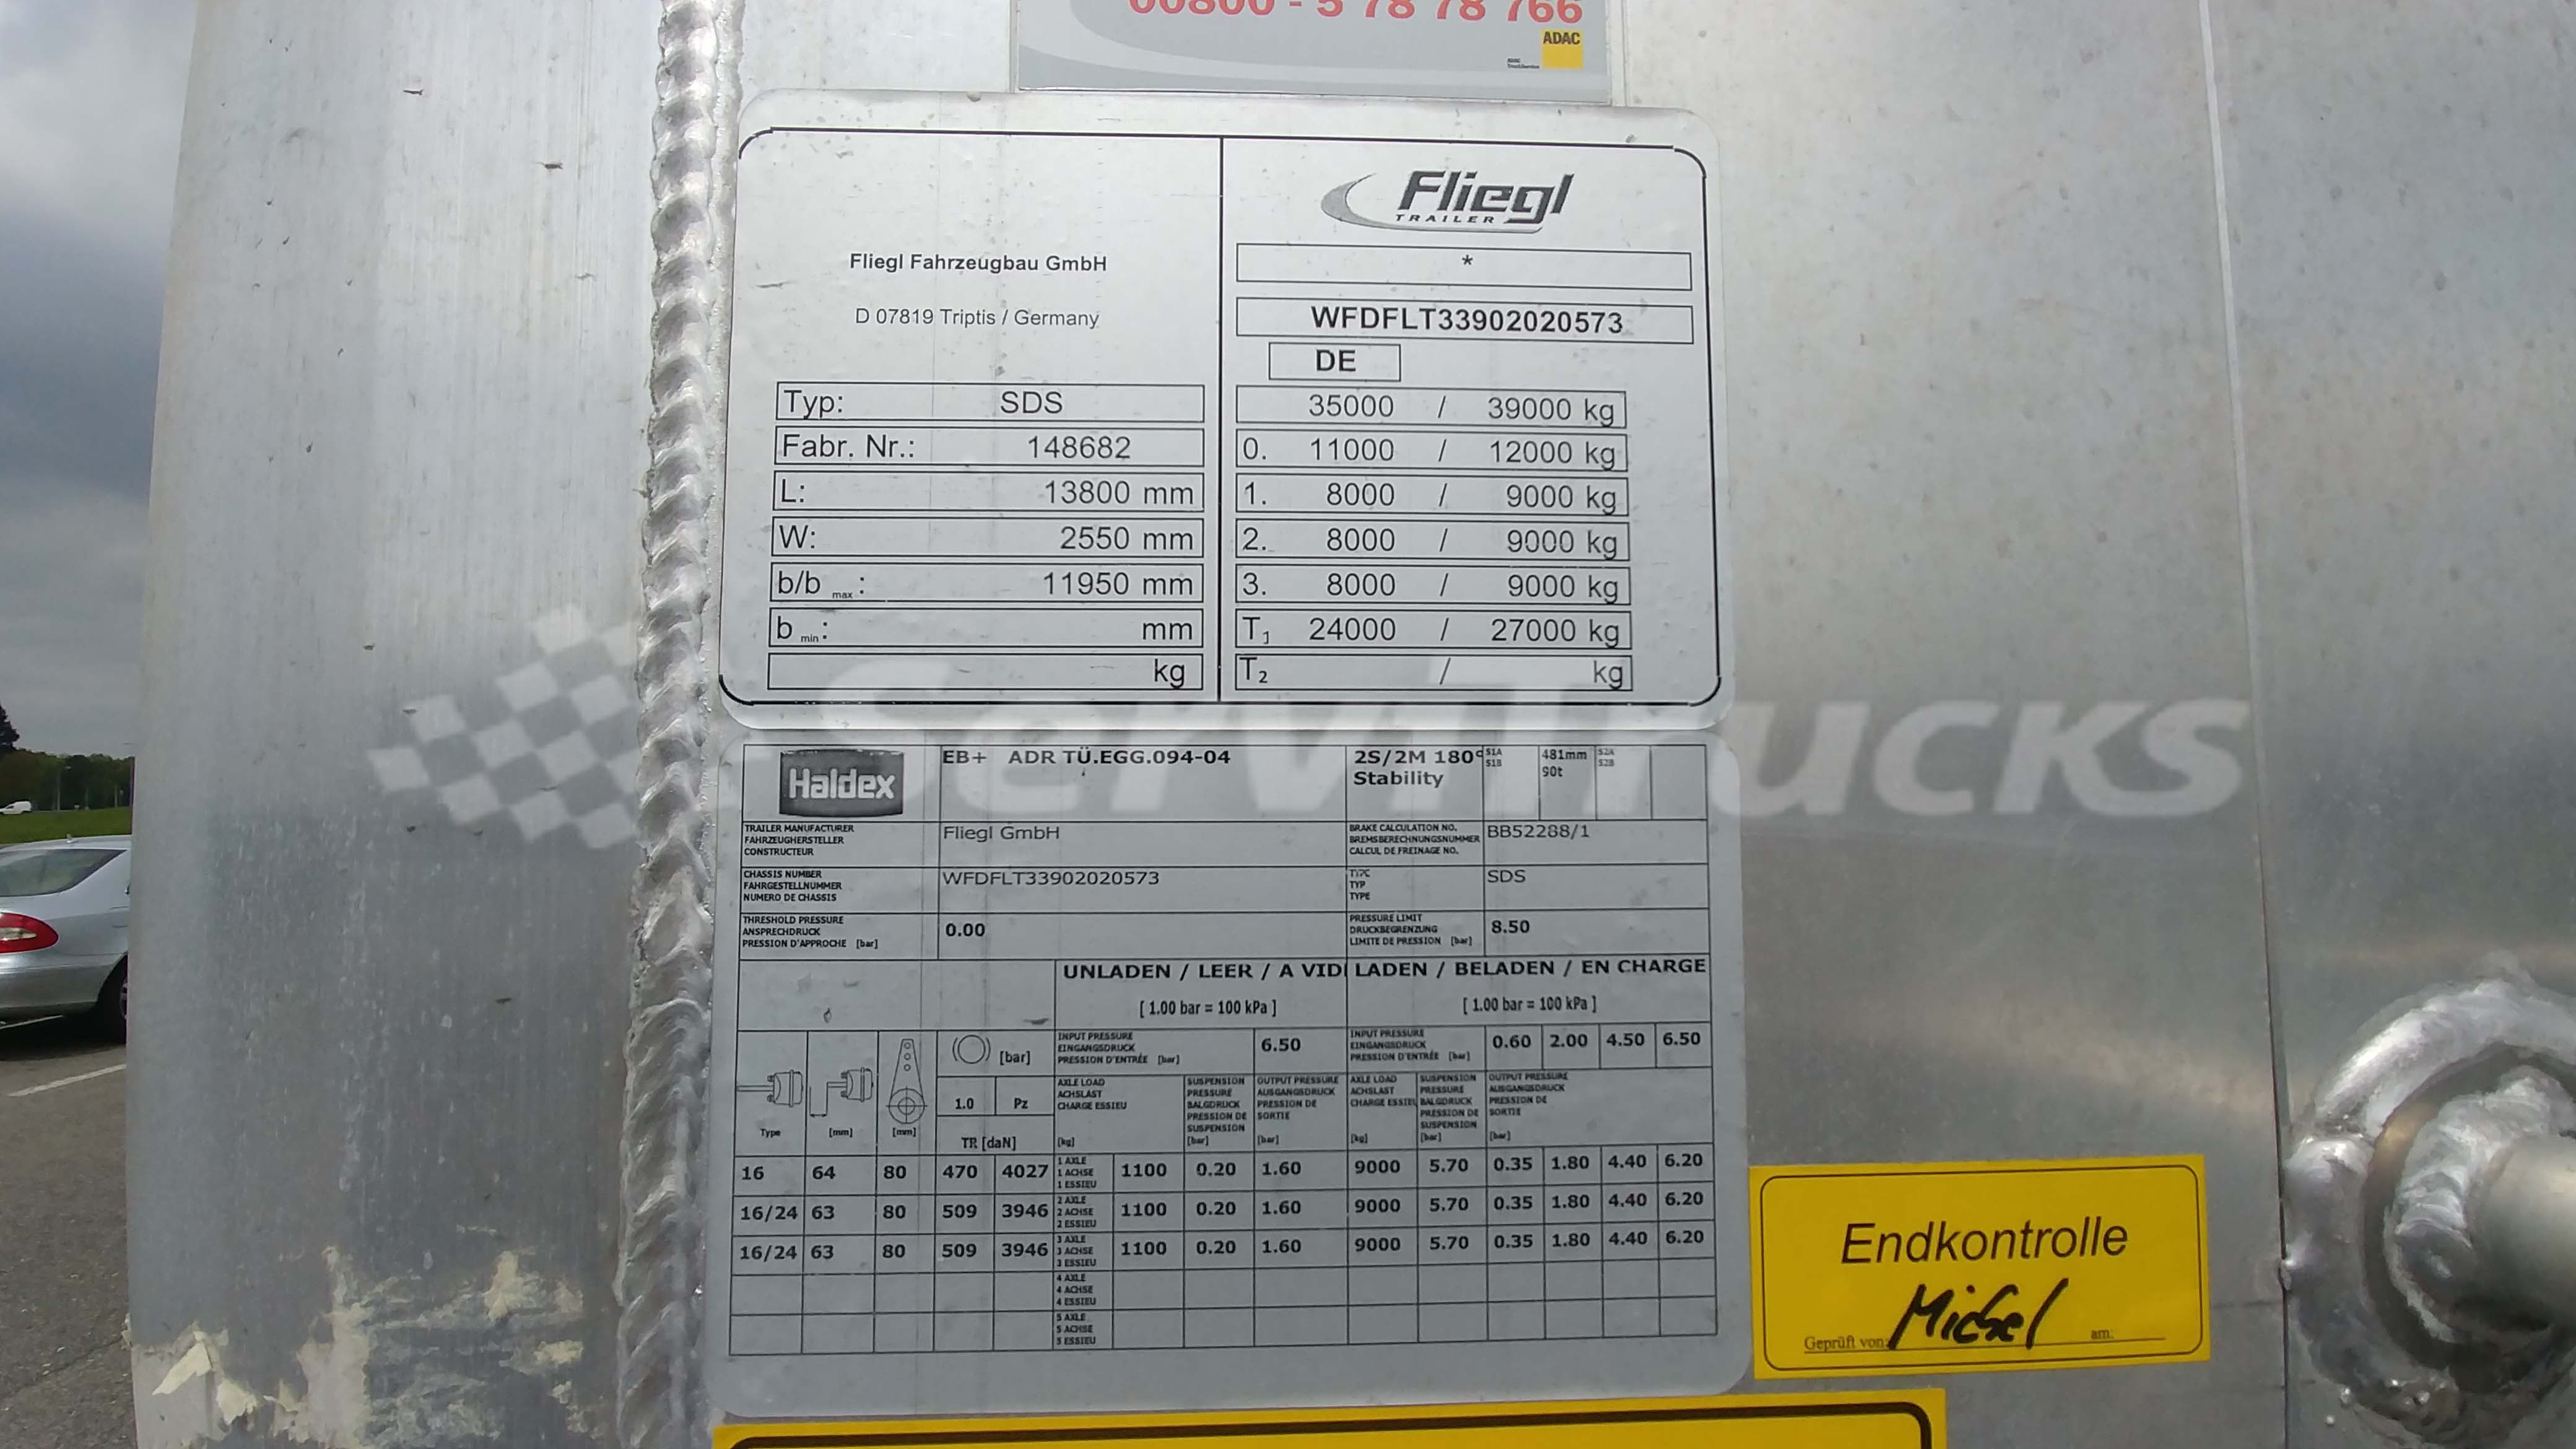 00800 - 5 78 78 766
ADAC
ADAC
TruckService
Fliegl
TRAILER
Fliegl Fahrzeugbau GmbH
D 07819 Triptis / Germany
*
WFDFLT33902020573
DE
Typ: SDS
Fabr. Nr.: 148682
L: 13800 mm
W: 2550 mm
b/b max : 11950 mm
b min : mm
kg
35000 / 39000 kg
0. 11000 / 12000 kg
1. 8000 / 9000 kg
2. 8000 / 9000 kg
3. 8000 / 9000 kg
T1 24000 / 27000 kg
T2 / kg
ServiTrucks
Haldex
EB+ ADR TÜ.EGG.094-04
2S/2M 180°
Stability
S1A
S1B
481mm
90t
S2A
S2B
TRAILER MANUFACTURER
FAHRZEUGHERSTELLER
CONSTRUCTEUR
Fliegl GmbH
BRAKE CALCULATION NO.
BREMSBERECHNUNGSNUMMER
CALCUL DE FREINAGE NO.
BB52288/1
CHASSIS NUMBER
FAHRGESTELLNUMMER
NUMERO DE CHASSIS
WFDFLT33902020573
TYPE
TYP
TYPE
SDS
THRESHOLD PRESSURE
ANSPRECHDRUCK
PRESSION D'APPROCHE [bar]
0.00
PRESSURE LIMIT
DRUCKBEGRENZUNG
LIMITE DE PRESSION [bar]
8.50
UNLADEN / LEER / A VID
[ 1.00 bar = 100 kPa ]
LADEN / BELADEN / EN CHARGE
[ 1.00 bar = 100 kPa ]
Type
[mm]
[mm]
[bar]
1.0 Pz
TR [daN]
INPUT PRESSURE
EINGANGSDRUCK
PRESSION D'ENTRÉE [bar]
6.50
INPUT PRESSURE
EINGANGSDRUCK
PRESSION D'ENTRÉE [bar]
0.60 2.00 4.50 6.50
AXLE LOAD
ACHSLAST
CHARGE ESSIEU
[kg]
SUSPENSION
PRESSURE
BALGDRUCK
PRESSION DE
SUSPENSION
[bar]
OUTPUT PRESSURE
AUSGANGSDRUCK
PRESSION DE
SORTIE
[bar]
AXLE LOAD
ACHSLAST
CHARGE ESSIEU
[kg]
SUSPENSION
PRESSURE
BALGDRUCK
PRESSION DE
SUSPENSION
[bar]
OUTPUT PRESSURE
AUSGANGSDRUCK
PRESSION DE
SORTIE
[bar]
16 64 80 470 4027
1 AXLE
1 ACHSE
1 ESSIEU
1100 0.20 1.60 9000 5.70 0.35 1.80 4.40 6.20
16/24 63 80 509 3946
2 AXLE
2 ACHSE
2 ESSIEU
1100 0.20 1.60 9000 5.70 0.35 1.80 4.40 6.20
16/24 63 80 509 3946
3 AXLE
3 ACHSE
3 ESSIEU
1100 0.20 1.60 9000 5.70 0.35 1.80 4.40 6.20
4 AXLE
4 ACHSE
4 ESSIEU
5 AXLE
5 ACHSE
5 ESSIEU
Endkontrolle
Geprüft von: Michel am: